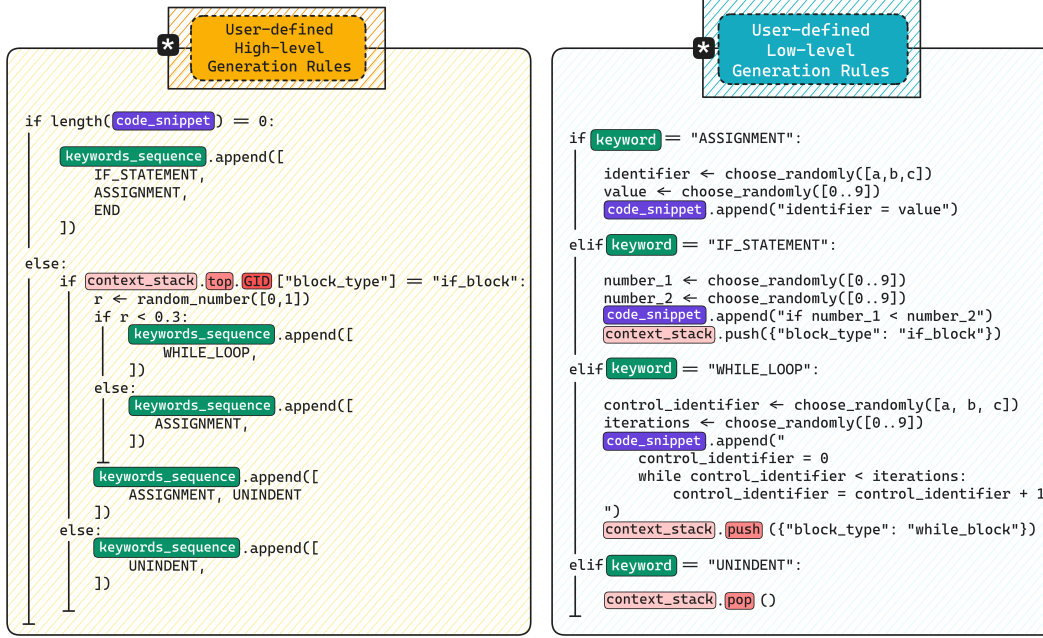 *
User-defined
High-level
Generation Rules
if length(code_snippet) == 0:
keywords_sequence.append([
IF_STATEMENT,
ASSIGNMENT,
END
])
else:
if context_stack.top.GID["block_type"] == "if_block":
r ← random_number([0,1])
if r < 0.3:
keywords_sequence.append([
WHILE_LOOP,
])
else:
keywords_sequence.append([
ASSIGNMENT,
])
keywords_sequence.append([
ASSIGNMENT, UNINDENT
])
else:
keywords_sequence.append([
UNINDENT,
])
*
User-defined
Low-level
Generation Rules
if keyword == "ASSIGNMENT":
identifier ← choose_randomly([a,b,c])
value ← choose_randomly([0..9])
code_snippet.append("identifier = value")
elif keyword == "IF_STATEMENT":
number_1 ← choose_randomly([0..9])
number_2 ← choose_randomly([0..9])
code_snippet.append("if number_1 < number_2")
context_stack.push({"block_type": "if_block"})
elif keyword == "WHILE_LOOP":
control_identifier ← choose_randomly([a, b, c])
iterations ← choose_randomly([0..9])
code_snippet.append("
control_identifier = 0
while control_identifier < iterations:
control_identifier = control_identifier + 1
")
context_stack.push ({"block_type": "while_block"})
elif keyword == "UNINDENT":
context_stack.pop ()